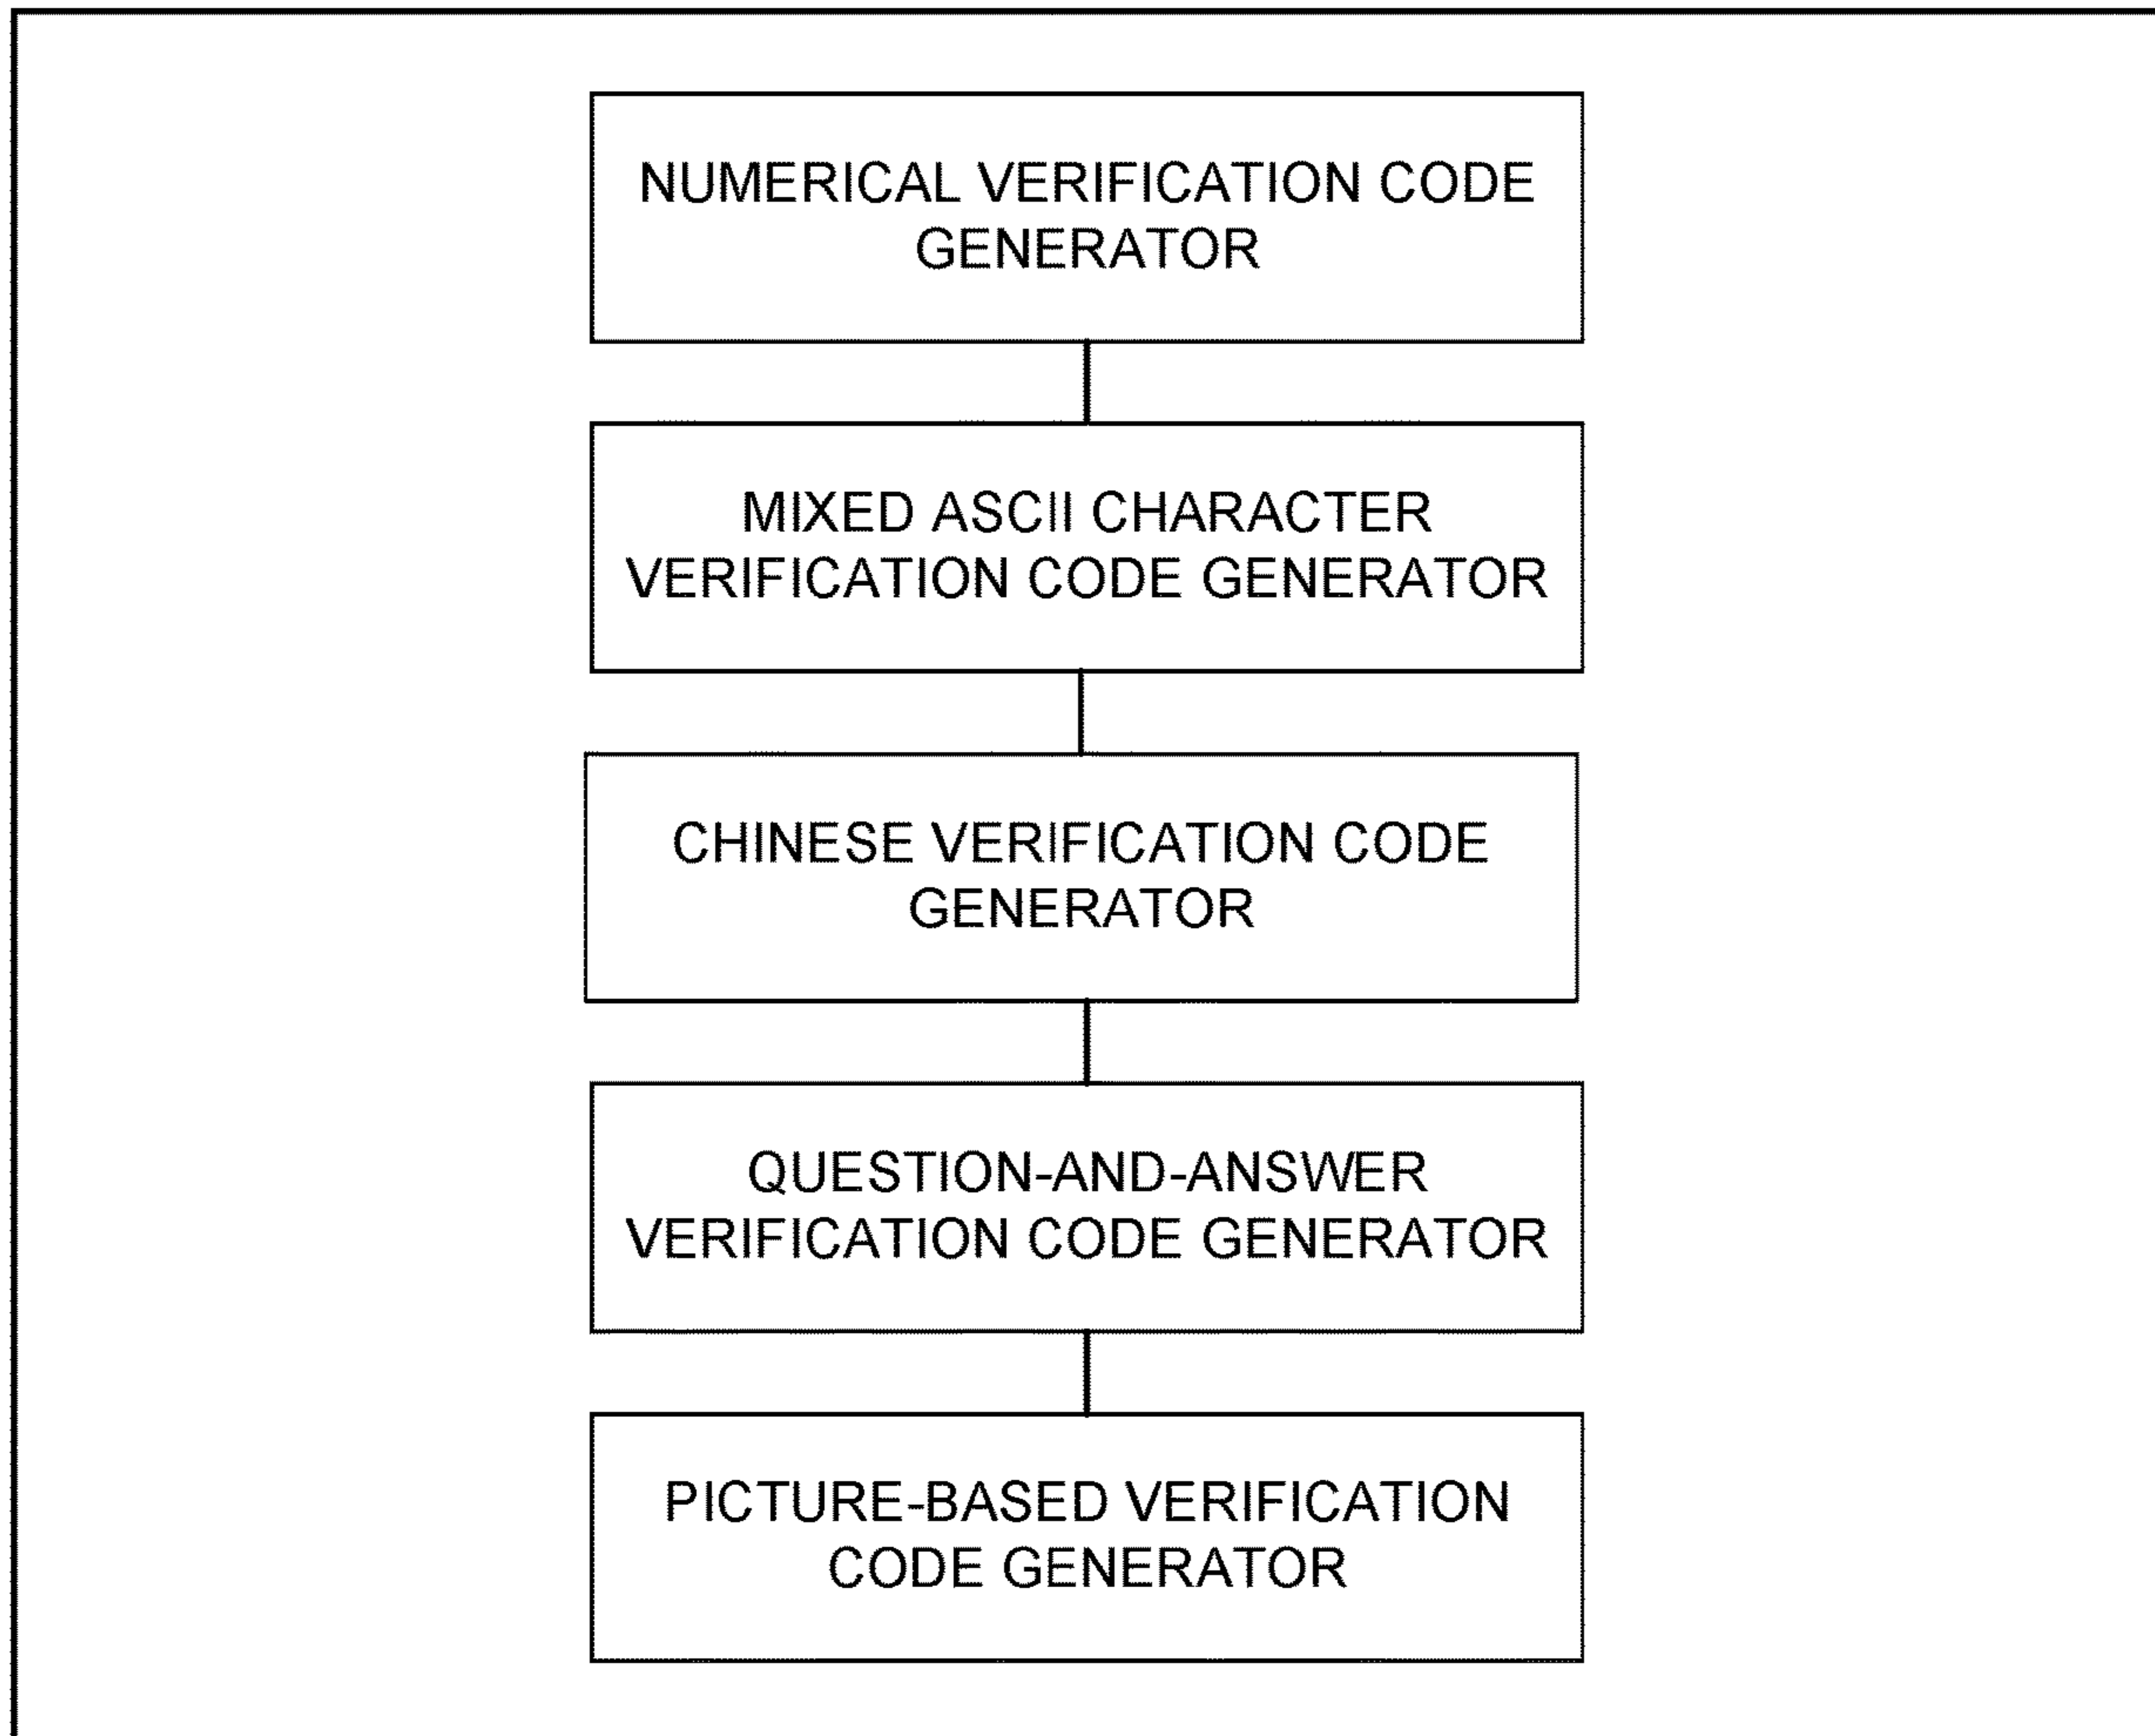 NUMERICAL VERIFICATION CODE
GENERATOR
MIXED ASCII CHARACTER
VERIFICATION CODE GENERATOR
CHINESE VERIFICATION CODE
GENERATOR
QUESTION-AND-ANSWER
VERIFICATION CODE GENERATOR
PICTURE-BASED VERIFICATION
CODE GENERATOR